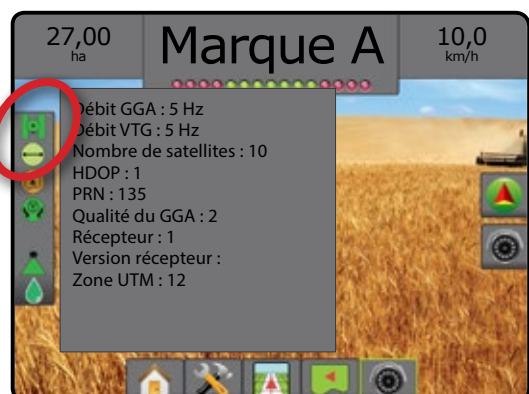 27,00
ha
Marque A
10,0
km/h
Débit GGA : 5 Hz
Débit VTG : 5 Hz
Nombre de satellites : 10
HDOP : 1
PRN : 135
Qualité du GGA : 2
Récepteur : 1
Version récepteur :
Zone UTM : 12